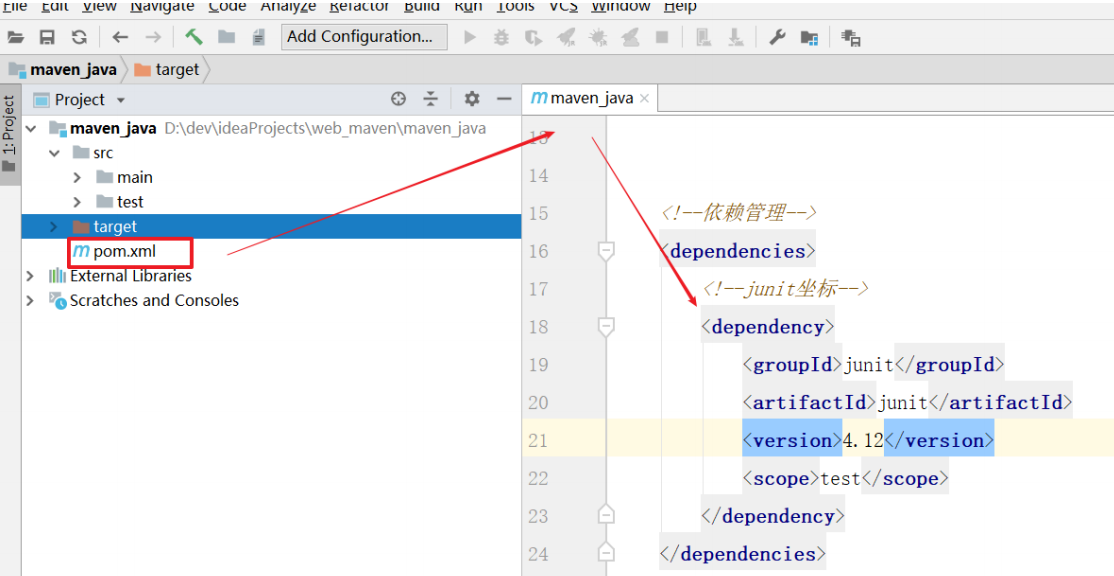 File Edit View Navigate Code Analyze Refactor Build Run Tools VCS Window Help
Add Configuration...
maven_java target
1: Project
Project
maven_java D:\dev\ideaProjects\web_maven\maven_java
src
main
test
target
pom.xml
External Libraries
Scratches and Consoles
maven_java
13
14
15 <!--依赖管理-->
16 <dependencies>
17 <!--junit坐标-->
18 <dependency>
19 <groupId>junit</groupId>
20 <artifactId>junit</artifactId>
21 <version>4.12</version>
22 <scope>test</scope>
23 </dependency>
24 </dependencies>